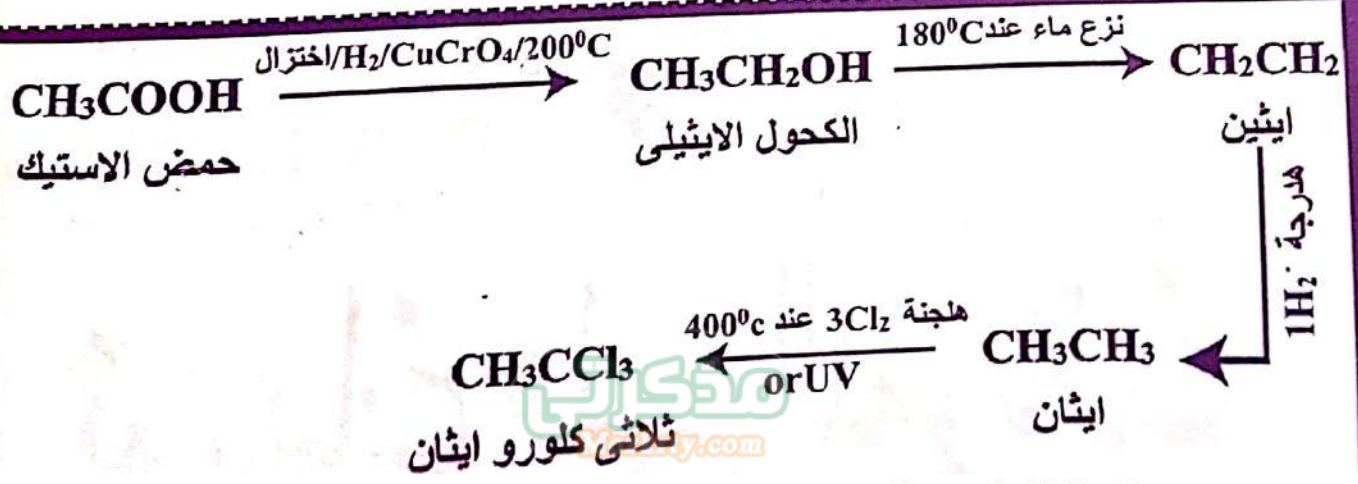 CH₃COOH
اختزال/H₂/CuCrO₄/200⁰C
CH₃CH₂OH
نزع ماء عند180⁰C
CH₂CH₂
حمض الاستيك
الكحول الايثيلى
ايثين
هدرجة 1H₂
CH₃CH₃
ايثان
هلجنة 3Cl₂ عند 400⁰c
orUV
CH₃CCl₃
ثلاثى كلورو ايثان
مذكراتى